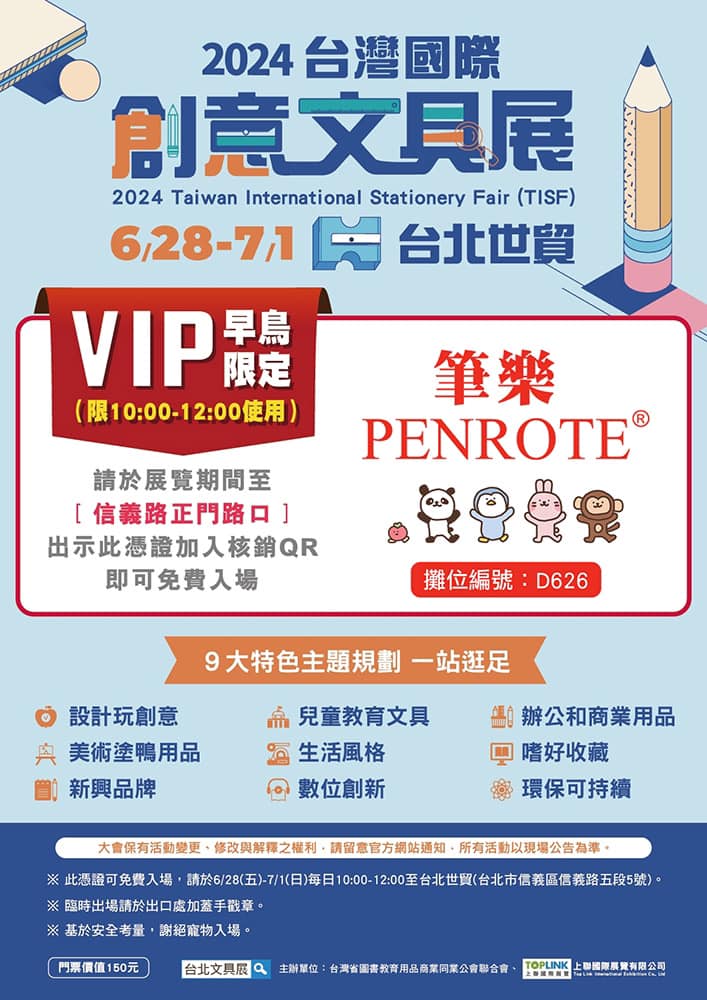 2024 台灣國際
創意文具展
2024 Taiwan International Stationery Fair (TISF)
6/28-7/1 台北世貿
VIP 早鳥限定
(限10:00-12:00使用)
請於展覽期間至
[ 信義路正門路口 ]
出示此憑證加入核銷QR
即可免費入場
筆樂
PENROTE®
攤位編號：D626
9大特色主題規劃 一站逛足
設計玩創意
兒童教育文具
辦公和商業用品
美術塗鴨用品
生活風格
嗜好收藏
新興品牌
數位創新
環保可持續
大會保有活動變更、修改與解釋之權利，請留意官方網站通知，所有活動以現場公告為準。
※ 此憑證可免費入場，請於6/28(五)-7/1(日)每日10:00-12:00至台北世貿(台北市信義區信義路五段5號)。
※ 臨時出場請於出口處加蓋手戳章。
※ 基於安全考量，謝絕寵物入場。
門票價值150元
台北文具展
主辦單位：台灣省圖書教育用品商業同業公會聯合會、
TOPLINK 上聯國際展覽有限公司
上聯國際展覽 Top Link International Exhibition Co., Ltd